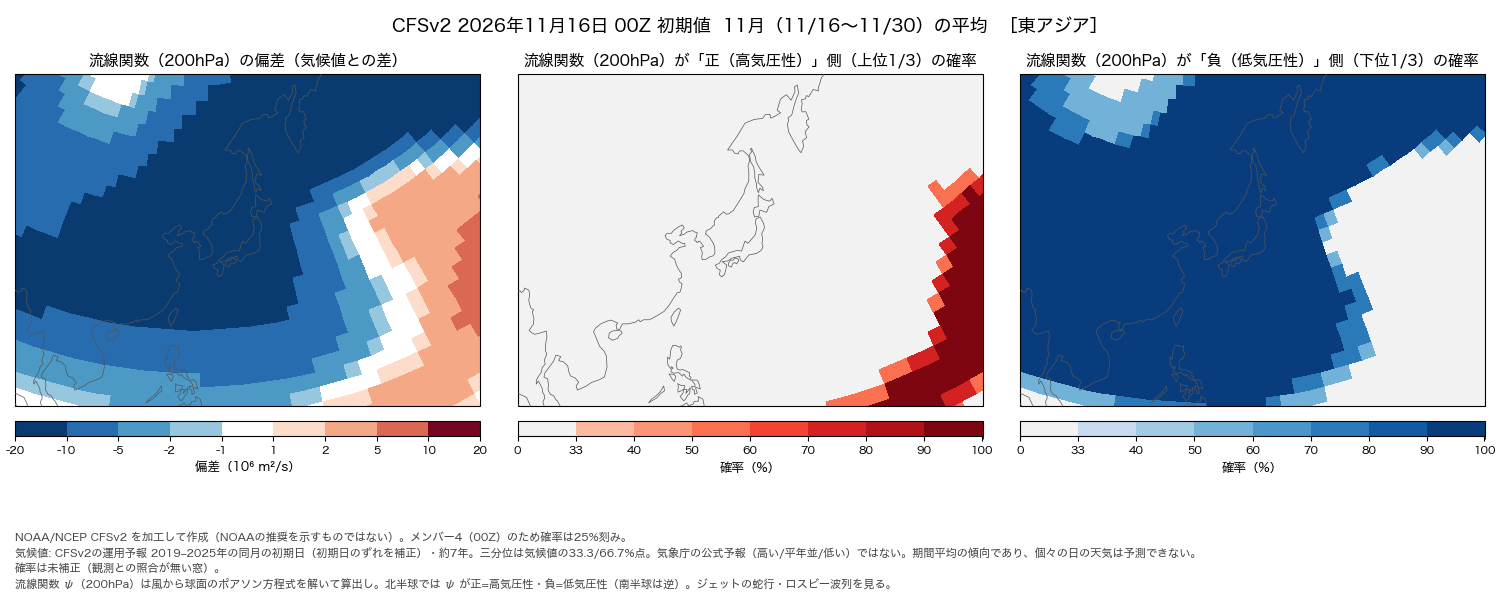 CFSv2 2026年11月16日 00Z 初期値 11月（11/16～11/30）の平均 ［東アジア］
流線関数（200hPa）の偏差（気候値との差）
流線関数（200hPa）が「正（高気圧性）」側（上位1/3）の確率
流線関数（200hPa）が「負（低気圧性）」側（下位1/3）の確率
-20 -10 -5 -2 -1 1 2 5 10 20
偏差（10⁶ m²/s）
0 33 40 50 60 70 80 90 100
確率（%）
0 33 40 50 60 70 80 90 100
確率（%）
NOAA/NCEP CFSv2 を加工して作成（NOAAの推奨を示すものではない）。メンバー4（00Z）のため確率は25%刻み。
気候値: CFSv2の運用予報 2019–2025年の同月の初期日（初期日のずれを補正）・約7年。三分位は気候値の33.3/66.7%点。気象庁の公式予報（高い/平年並/低い）ではない。期間平均の傾向であり、個々の日の天気は予測できない。
確率は未補正（観測との照合が無い窓）。
流線関数 ψ（200hPa）は風から球面のポアソン方程式を解いて算出し。北半球では ψ が正=高気圧性・負=低気圧性（南半球は逆）。ジェットの蛇行・ロスビー波列を見る。